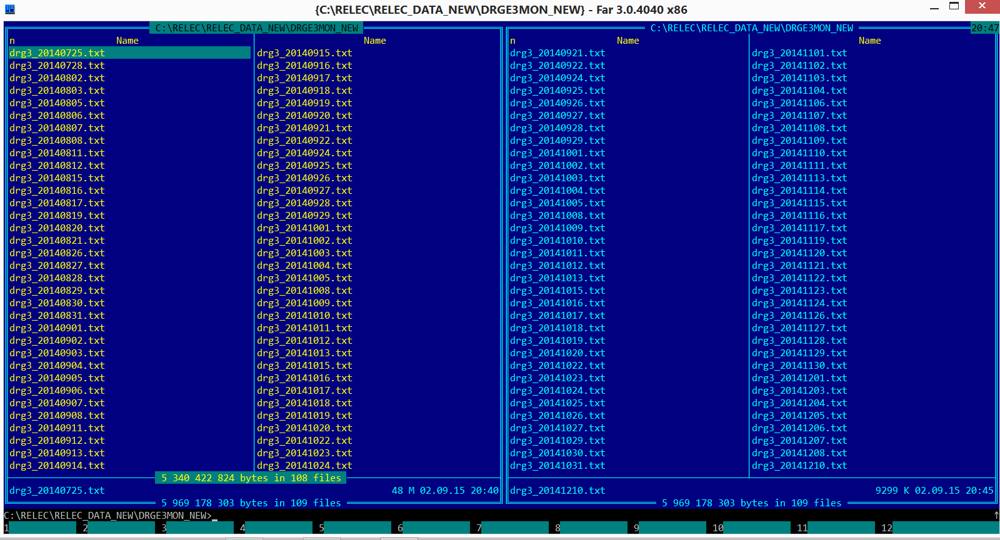 {C:\RELEC\RELEC_DATA_NEW\DRGE3MON_NEW} - Far 3.0.4040 x86
C:\RELEC\RELEC_DATA_NEW\DRGE3MON_NEW C:\RELEC\RELEC_DATA_NEW\DRGE3MON_NEW 20:47
n Name Name n Name Name
drg3_20140725.txt drg3_20140915.txt drg3_20140921.txt drg3_20141101.txt
drg3_20140728.txt drg3_20140916.txt drg3_20140922.txt drg3_20141102.txt
drg3_20140802.txt drg3_20140917.txt drg3_20140924.txt drg3_20141103.txt
drg3_20140803.txt drg3_20140918.txt drg3_20140925.txt drg3_20141104.txt
drg3_20140805.txt drg3_20140919.txt drg3_20140926.txt drg3_20141106.txt
drg3_20140806.txt drg3_20140920.txt drg3_20140927.txt drg3_20141107.txt
drg3_20140807.txt drg3_20140921.txt drg3_20140928.txt drg3_20141108.txt
drg3_20140808.txt drg3_20140922.txt drg3_20140929.txt drg3_20141109.txt
drg3_20140811.txt drg3_20140924.txt drg3_20141001.txt drg3_20141110.txt
drg3_20140812.txt drg3_20140925.txt drg3_20141002.txt drg3_20141111.txt
drg3_20140815.txt drg3_20140926.txt drg3_20141003.txt drg3_20141113.txt
drg3_20140816.txt drg3_20140927.txt drg3_20141004.txt drg3_20141114.txt
drg3_20140817.txt drg3_20140928.txt drg3_20141005.txt drg3_20141115.txt
drg3_20140819.txt drg3_20140929.txt drg3_20141008.txt drg3_20141116.txt
drg3_20140820.txt drg3_20141001.txt drg3_20141009.txt drg3_20141117.txt
drg3_20140821.txt drg3_20141002.txt drg3_20141010.txt drg3_20141119.txt
drg3_20140826.txt drg3_20141003.txt drg3_20141011.txt drg3_20141120.txt
drg3_20140827.txt drg3_20141004.txt drg3_20141012.txt drg3_20141121.txt
drg3_20140828.txt drg3_20141005.txt drg3_20141013.txt drg3_20141122.txt
drg3_20140829.txt drg3_20141008.txt drg3_20141015.txt drg3_20141123.txt
drg3_20140830.txt drg3_20141009.txt drg3_20141016.txt drg3_20141124.txt
drg3_20140831.txt drg3_20141010.txt drg3_20141017.txt drg3_20141126.txt
drg3_20140901.txt drg3_20141011.txt drg3_20141018.txt drg3_20141127.txt
drg3_20140902.txt drg3_20141012.txt drg3_20141019.txt drg3_20141128.txt
drg3_20140903.txt drg3_20141013.txt drg3_20141020.txt drg3_20141129.txt
drg3_20140904.txt drg3_20141015.txt drg3_20141022.txt drg3_20141130.txt
drg3_20140905.txt drg3_20141016.txt drg3_20141023.txt drg3_20141201.txt
drg3_20140906.txt drg3_20141017.txt drg3_20141024.txt drg3_20141203.txt
drg3_20140907.txt drg3_20141018.txt drg3_20141025.txt drg3_20141204.txt
drg3_20140908.txt drg3_20141019.txt drg3_20141026.txt drg3_20141205.txt
drg3_20140911.txt drg3_20141020.txt drg3_20141027.txt drg3_20141206.txt
drg3_20140912.txt drg3_20141022.txt drg3_20141029.txt drg3_20141207.txt
drg3_20140913.txt drg3_20141023.txt drg3_20141030.txt drg3_20141208.txt
drg3_20140914.txt drg3_20141024.txt drg3_20141031.txt drg3_20141210.txt
5 340 422 824 bytes in 108 files
drg3_20140725.txt 48 M 02.09.15 20:40 drg3_20141210.txt 9299 K 02.09.15 20:45
5 969 178 303 bytes in 109 files 5 969 178 303 bytes in 109 files
C:\RELEC\RELEC_DATA_NEW\DRGE3MON_NEW>_ ↑
1 2 3 4 5 6 7 8 9 10 11 12